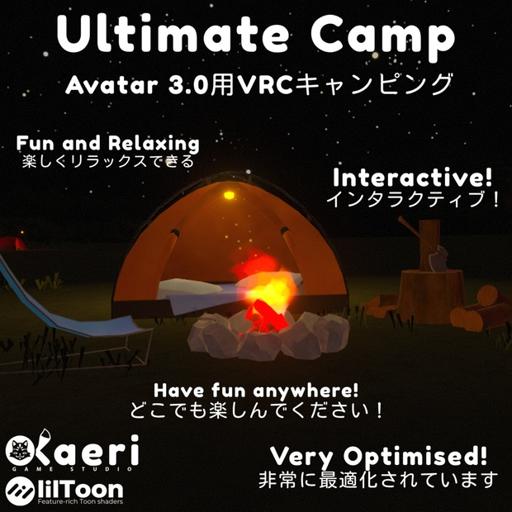 Ultimate Camp
Avatar 3.0用VRCキャンピング
Fun and Relaxing
楽しくリラックスできる
Interactive!
インタラクティブ！
Have fun anywhere!
どこでも楽しんでください！
Okaeri
GAME STUDIO
Very Optimised!
非常に最適化されています
lilToon
Feature-rich Toon shaders